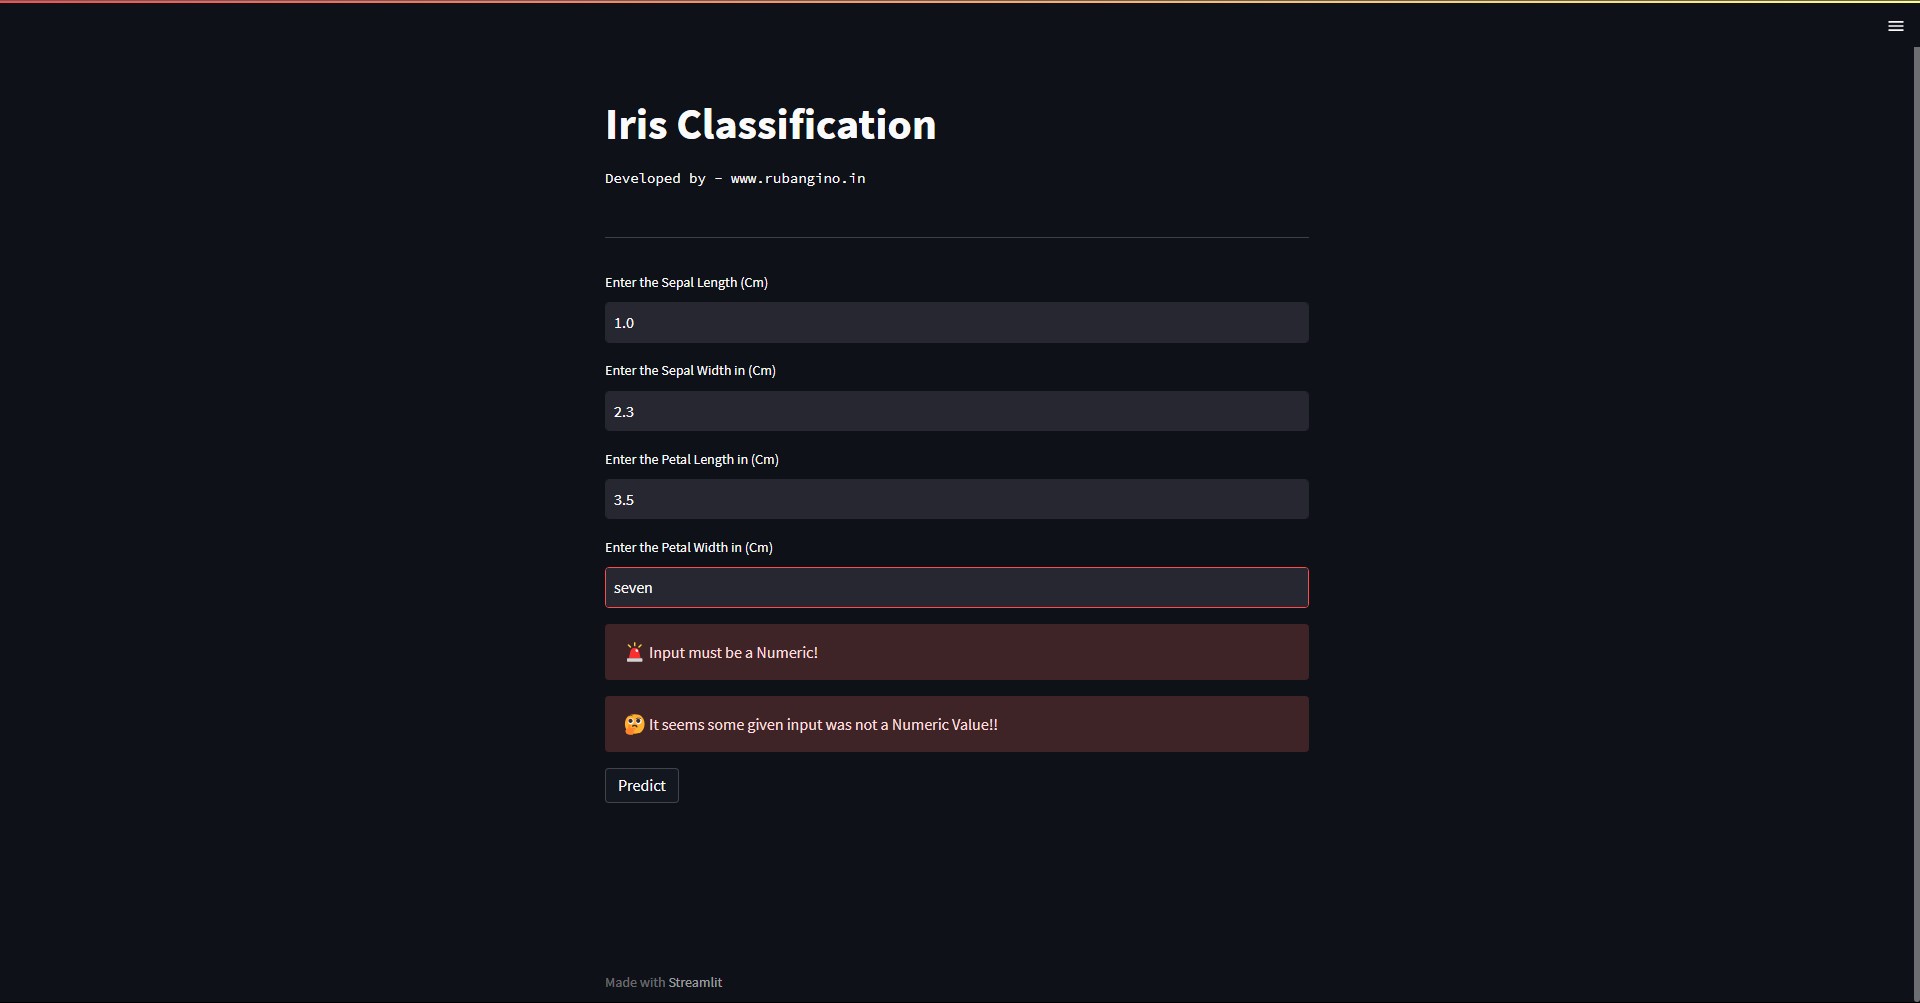 Iris Classification
Developed by - www.rubangino.in
Enter the Sepal Length (Cm)
1.0
Enter the Sepal Width in (Cm)
2.3
Enter the Petal Length in (Cm)
3.5
Enter the Petal Width in (Cm)
seven
🚨 Input must be a Numeric!
🤔 It seems some given input was not a Numeric Value!!
Predict
Made with Streamlit